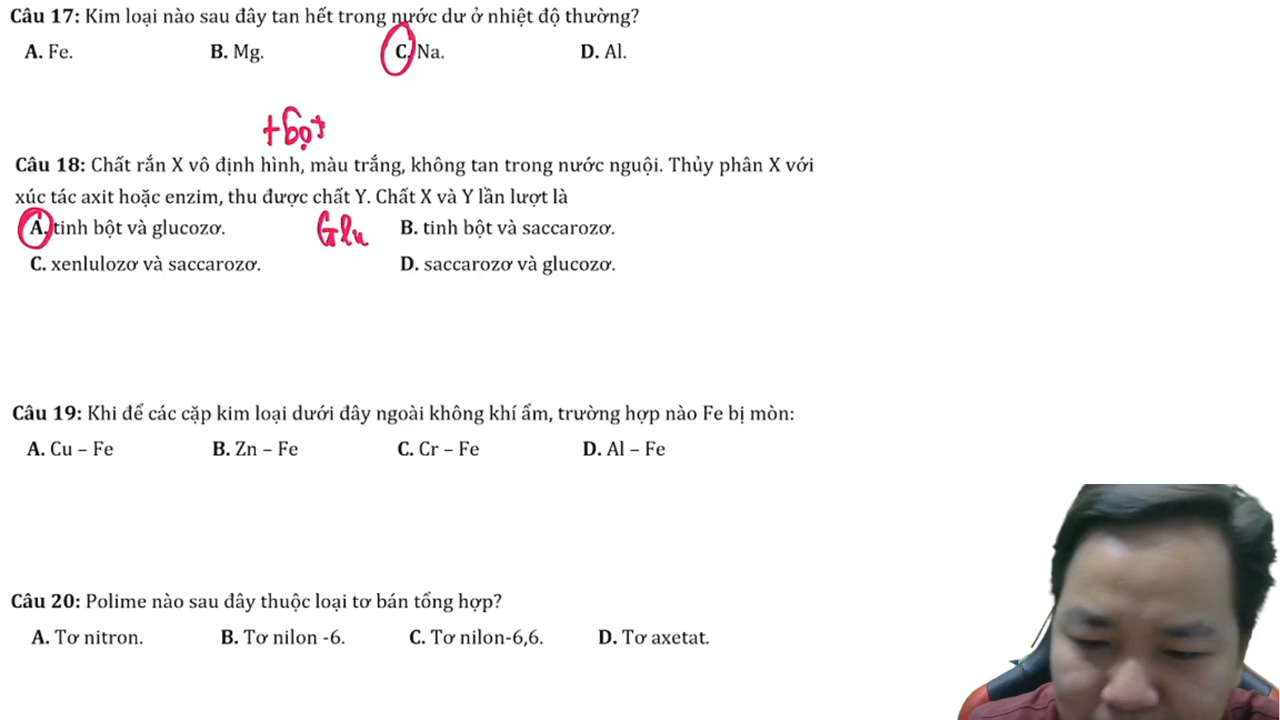 Câu 17: Kim loại nào sau đây tan hết trong nước dư ở nhiệt độ thường?
A. Fe. B. Mg. C. Na. D. Al.
+ bột
Câu 18: Chất rắn X vô định hình, màu trắng, không tan trong nước nguội. Thủy phân X với
xúc tác axit hoặc enzim, thu được chất Y. Chất X và Y lần lượt là
A. tinh bột và glucozơ. Glu B. tinh bột và saccarozơ.
C. xenlulozơ và saccarozơ. D. saccarozơ và glucozơ.
Câu 19: Khi để các cặp kim loại dưới đây ngoài không khí ẩm, trường hợp nào Fe bị mòn:
A. Cu – Fe B. Zn – Fe C. Cr – Fe D. Al – Fe
Câu 20: Polime nào sau đây thuộc loại tơ bán tổng hợp?
A. Tơ nitron. B. Tơ nilon -6. C. Tơ nilon-6,6. D. Tơ axetat.